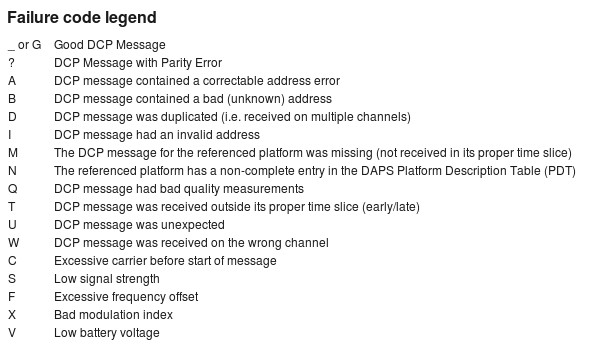 Failure code legend
_ or G Good DCP Message
? DCP Message with Parity Error
A DCP message contained a correctable address error
B DCP message contained a bad (unknown) address
D DCP message was duplicated (i.e. received on multiple channels)
I DCP message had an invalid address
M The DCP message for the referenced platform was missing (not received in its proper time slice)
N The referenced platform has a non-complete entry in the DAPS Platform Description Table (PDT)
Q DCP message had bad quality measurements
T DCP message was received outside its proper time slice (early/late)
U DCP message was unexpected
W DCP message was received on the wrong channel
C Excessive carrier before start of message
S Low signal strength
F Excessive frequency offset
X Bad modulation index
V Low battery voltage